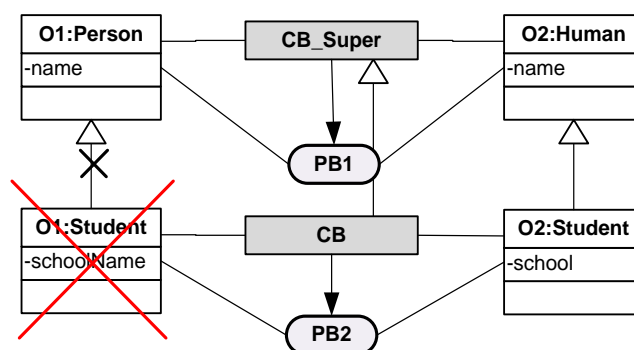 O1:Person
CB_Super
O2:Human
-name
-name
PB1
O1:Student
CB
O2:Student
-schoolName
-school
PB2